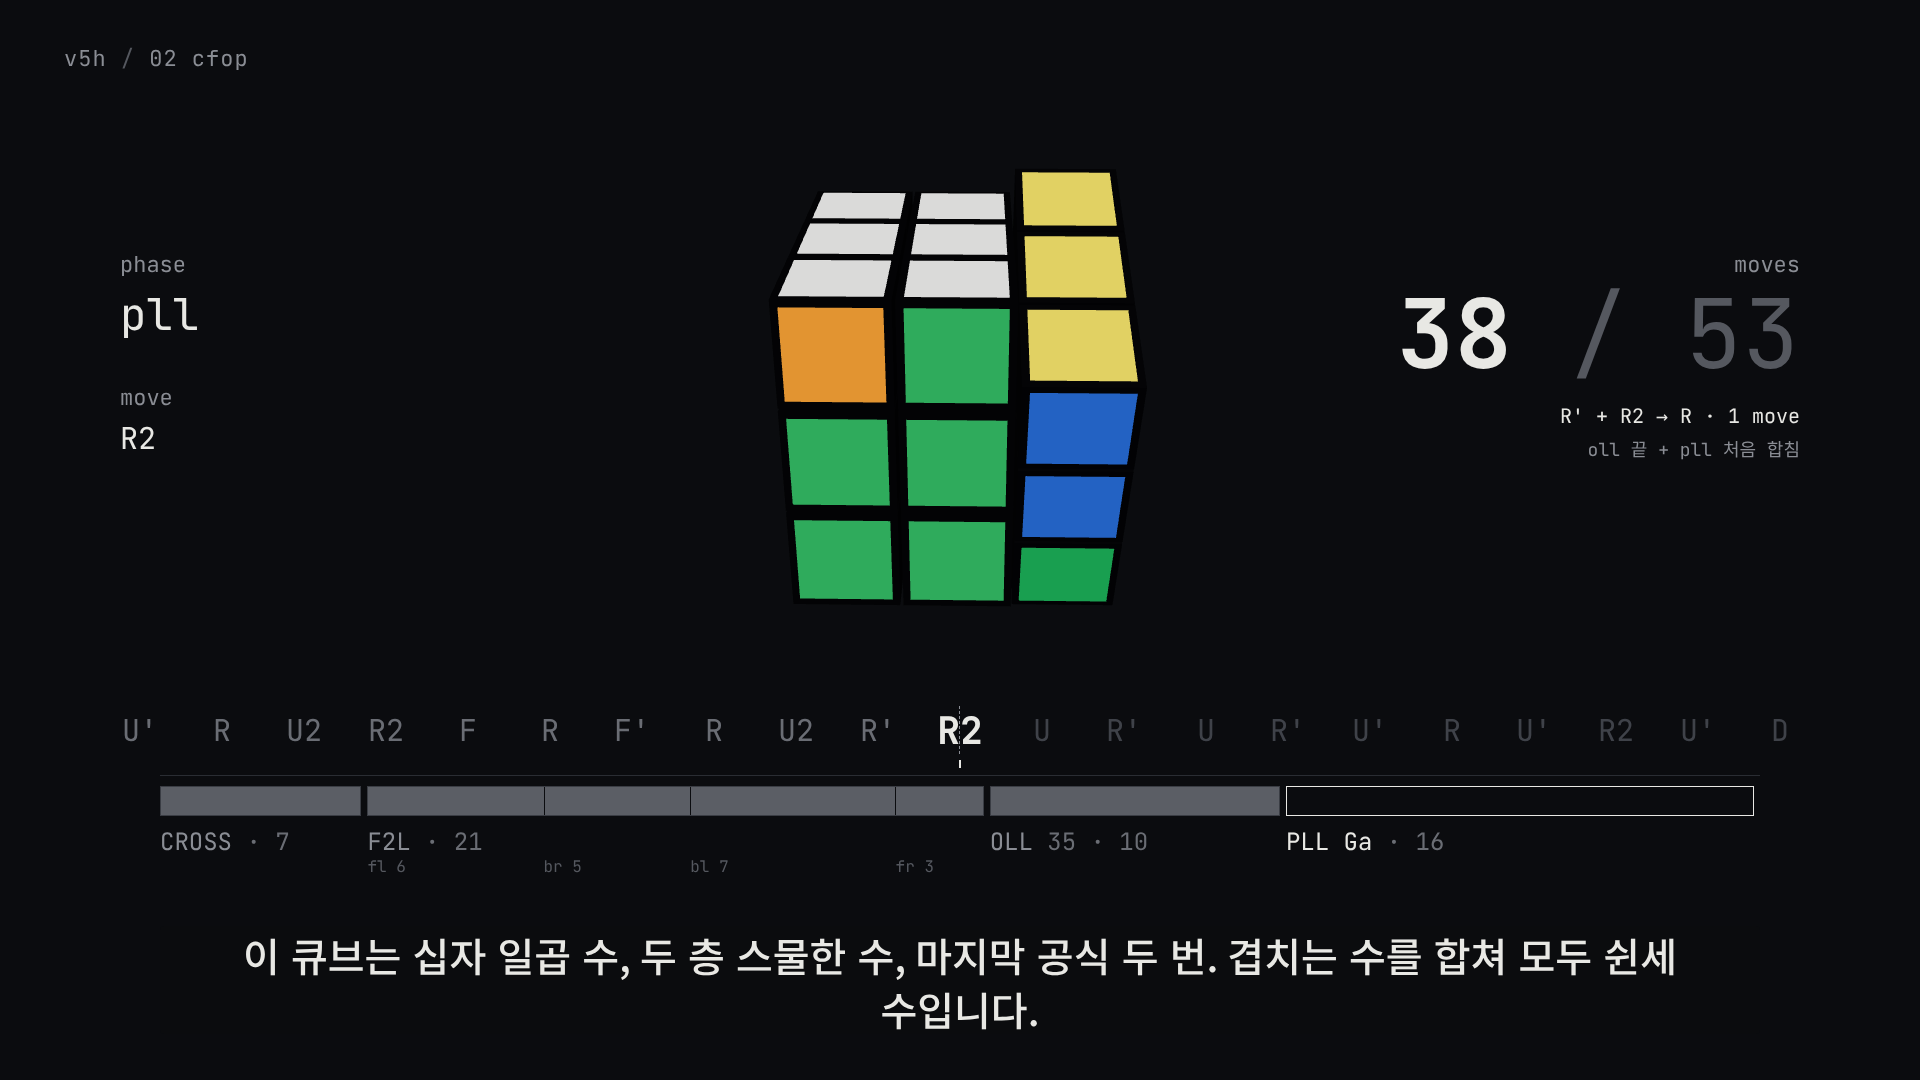 v5h / 02 cfop
phase
pll
move
R2
moves
38 / 53
R' + R2 → R · 1 move
oll 끝 + pll 처음 합침
U' R U2 R2 F R F' R U2 R' R2 U R' U R' U' R U' R2 U' D
CROSS · 7 F2L · 21 OLL 35 · 10 PLL Ga · 16
fl 6 br 5 bl 7 fr 3
이 큐브는 십자 일곱 수, 두 층 스물한 수, 마지막 공식 두 번. 겹치는 수를 합쳐 모두 쉰세
수입니다.